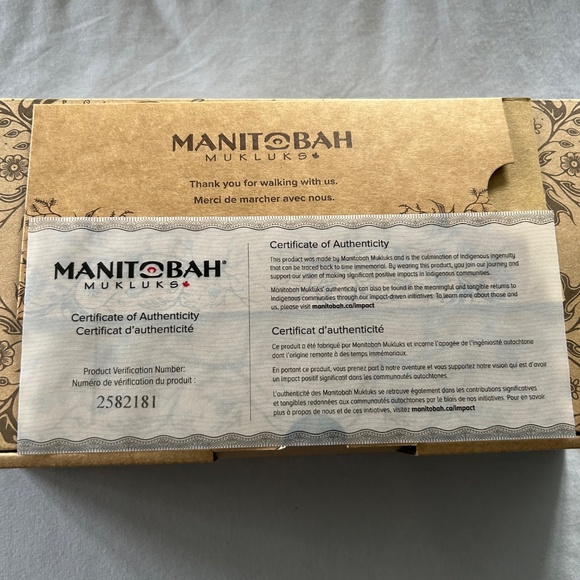 MANITOBAH
MUKLUKS
Thank you for walking with us.
Merci de marcher avec nous.
MANITOBAH®
MUKLUKS
Certificate of Authenticity
Certificat d'authenticité
Product Verification Number:
Numéro de vérification du produit :
2582181
Certificate of Authenticity
This product was made by Manitobah Mukluks and is the culmination of Indigenous ingenuity
that can be traced back to time immemorial. By wearing this product, you join our journey and
support our vision of making significant positive impacts in Indigenous communities.
Manitobah Mukluks' authenticity can also be found in the meaningful and tangible returns to
Indigenous communities through our impact-driven initiatives. To learn more about those and
us, please visit manitobah.ca/impact
Certificat d'authenticité
Ce produit a été fabriqué par Manitobah Mukluks et incarne l'apogée de l'ingéniosité autochtone
dont l'origine remonte à des temps immémoriaux.
En portant ce produit, vous prenez part à notre aventure et vous supportez notre vision qui est d'avoir
un impact positif significatif dans les communautés autochtones.
L'authenticité des Manitobah Mukluks se retrouve également dans les contributions significatives
et tangibles redonnées aux communautés autochtones par le biais de nos initiatives. Pour en savoir
plus à propos de nous et de ces initiatives, visitez manitobah.ca/impact